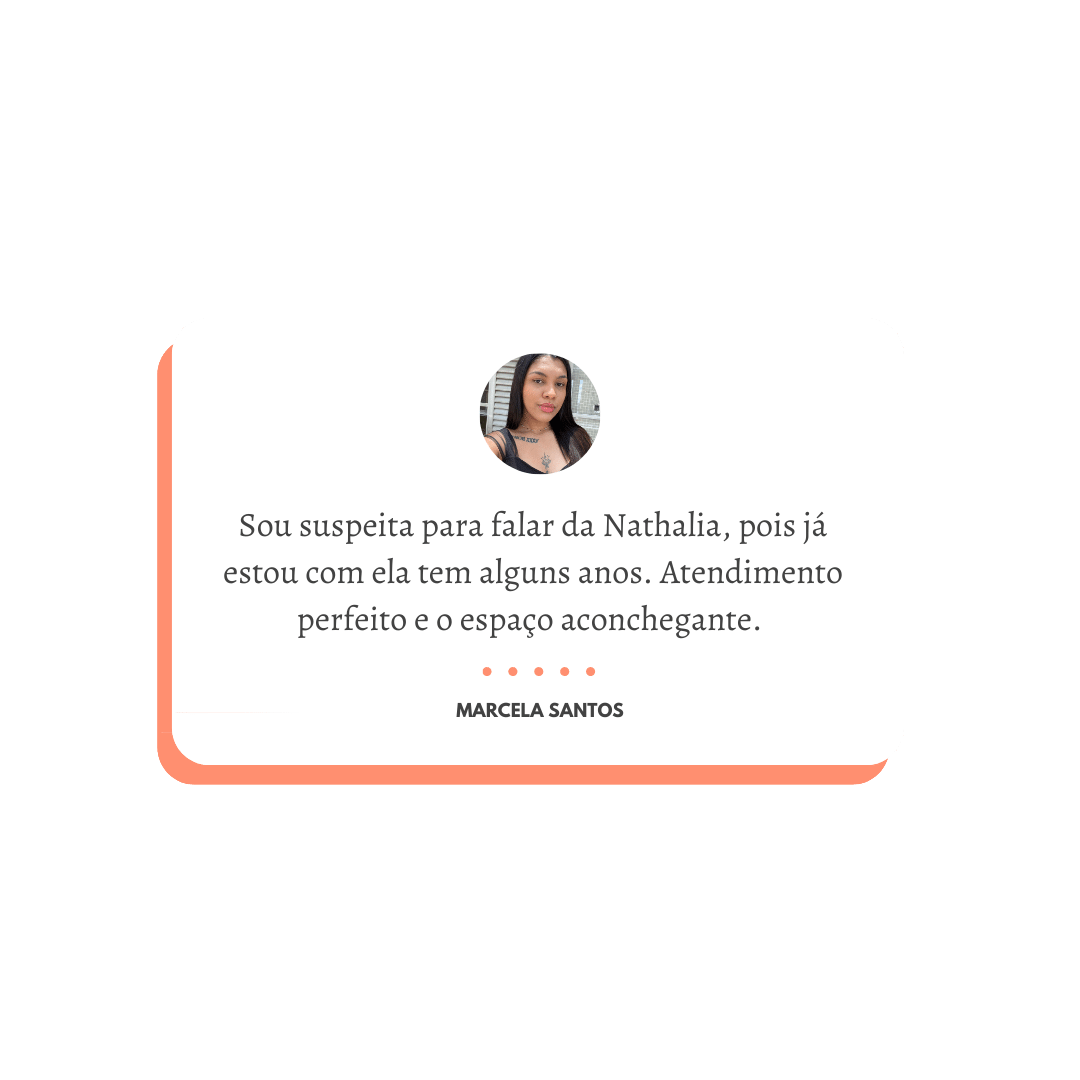 Sou suspeita para falar da Nathalia, pois já
estou com ela tem alguns anos. Atendimento
perfeito e o espaço aconchegante.
MARCELA SANTOS